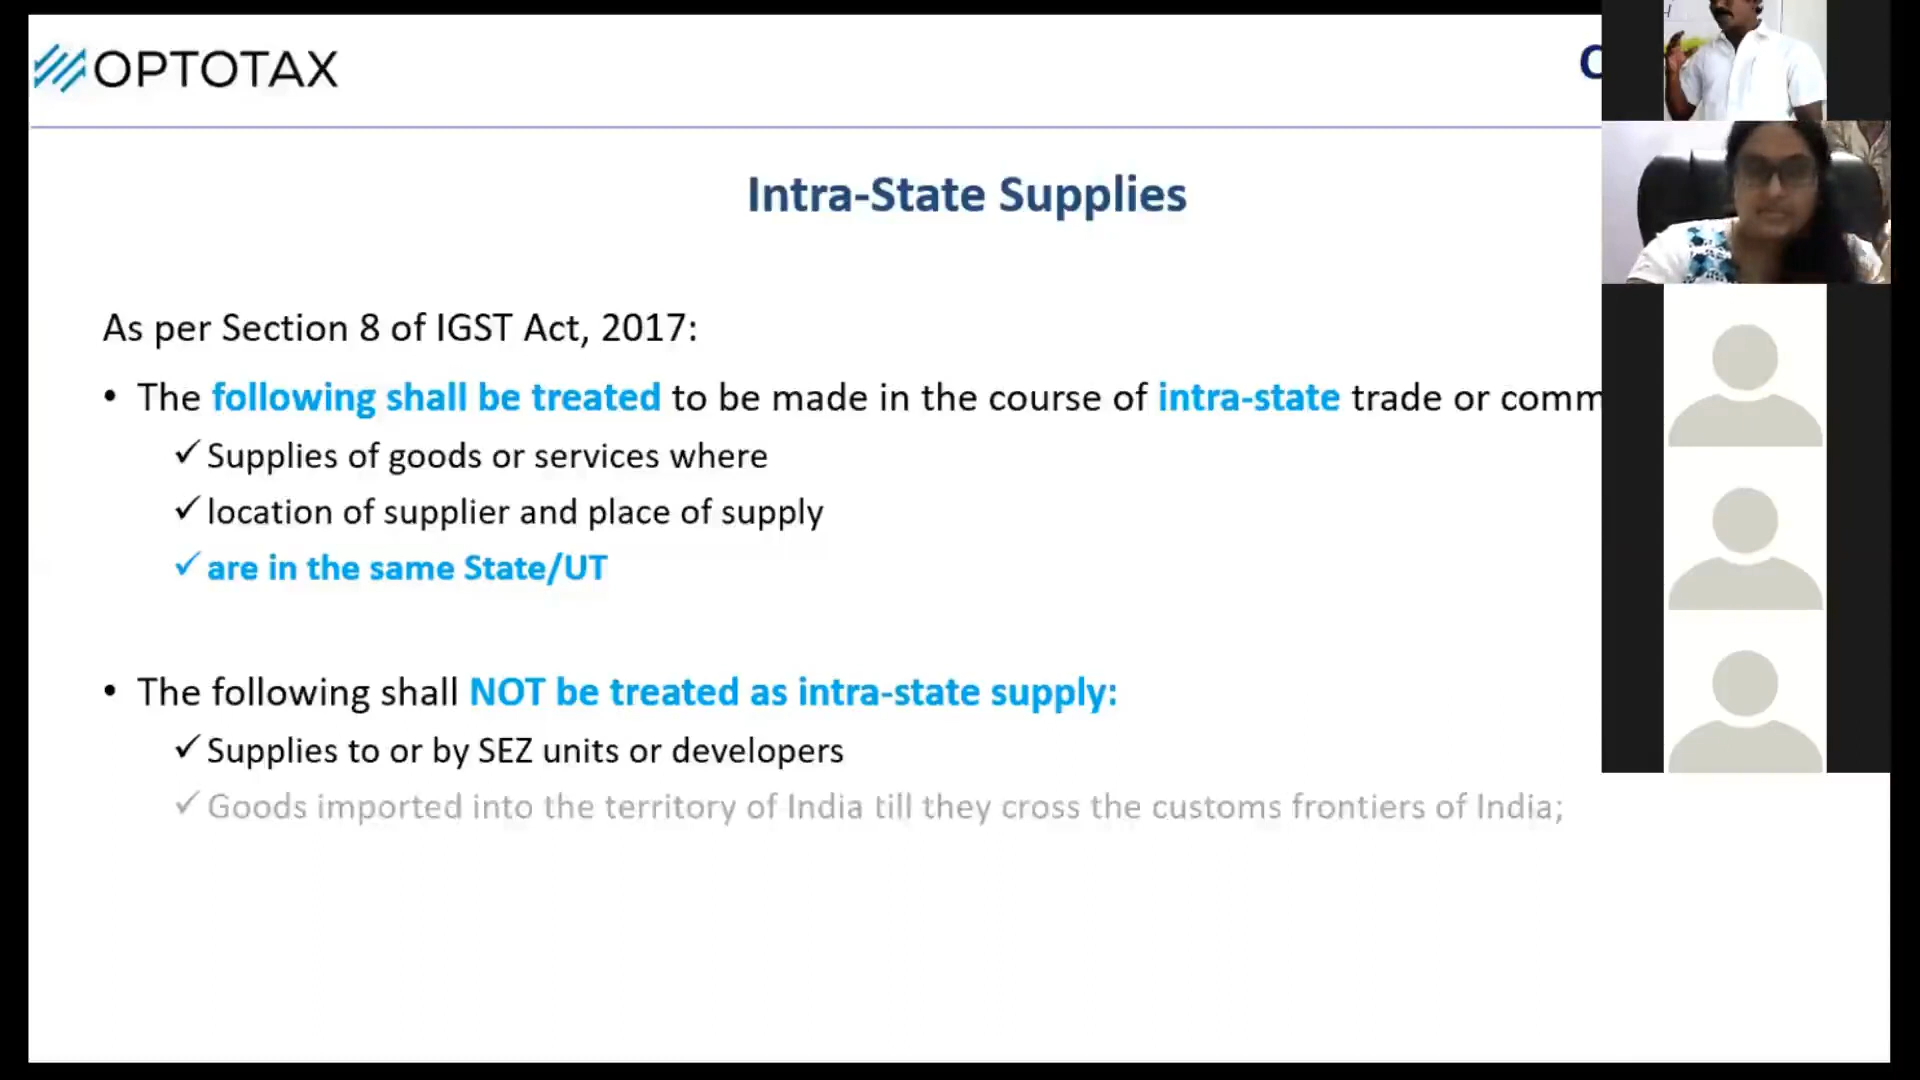 OPTOTAX
Intra-State Supplies
As per Section 8 of IGST Act, 2017:
• The following shall be treated to be made in the course of intra-state trade or comm
✓ Supplies of goods or services where
✓ location of supplier and place of supply
✓ are in the same State/UT
• The following shall NOT be treated as intra-state supply:
✓ Supplies to or by SEZ units or developers
✓ Goods imported into the territory of India till they cross the customs frontiers of India;